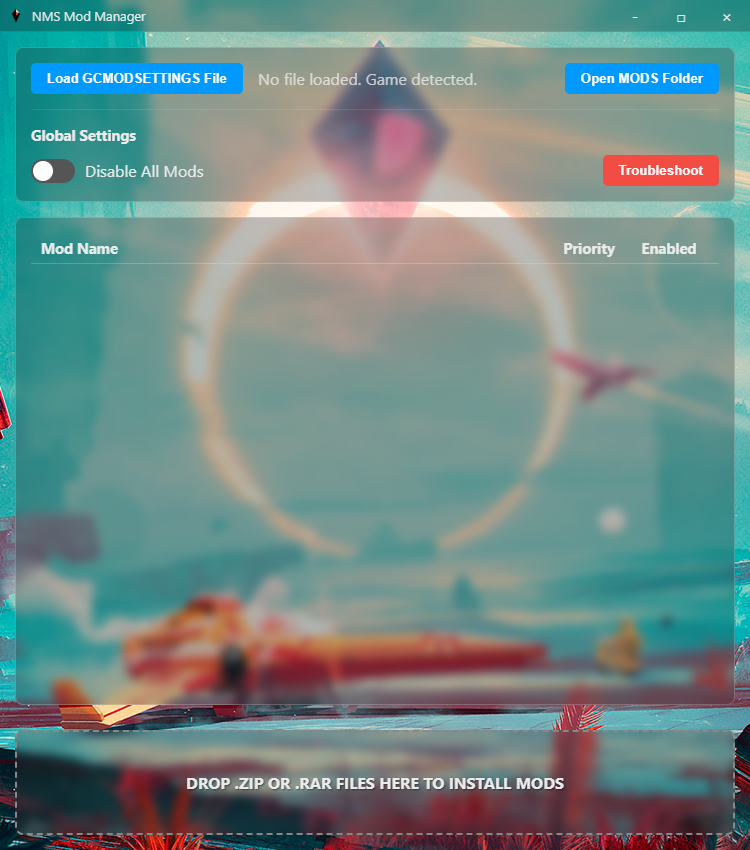 NMS Mod Manager
Load GCMODSETTINGS File No file loaded. Game detected. Open MODS Folder
Global Settings
Disable All Mods Troubleshoot
Mod Name Priority Enabled
DROP .ZIP OR .RAR FILES HERE TO INSTALL MODS